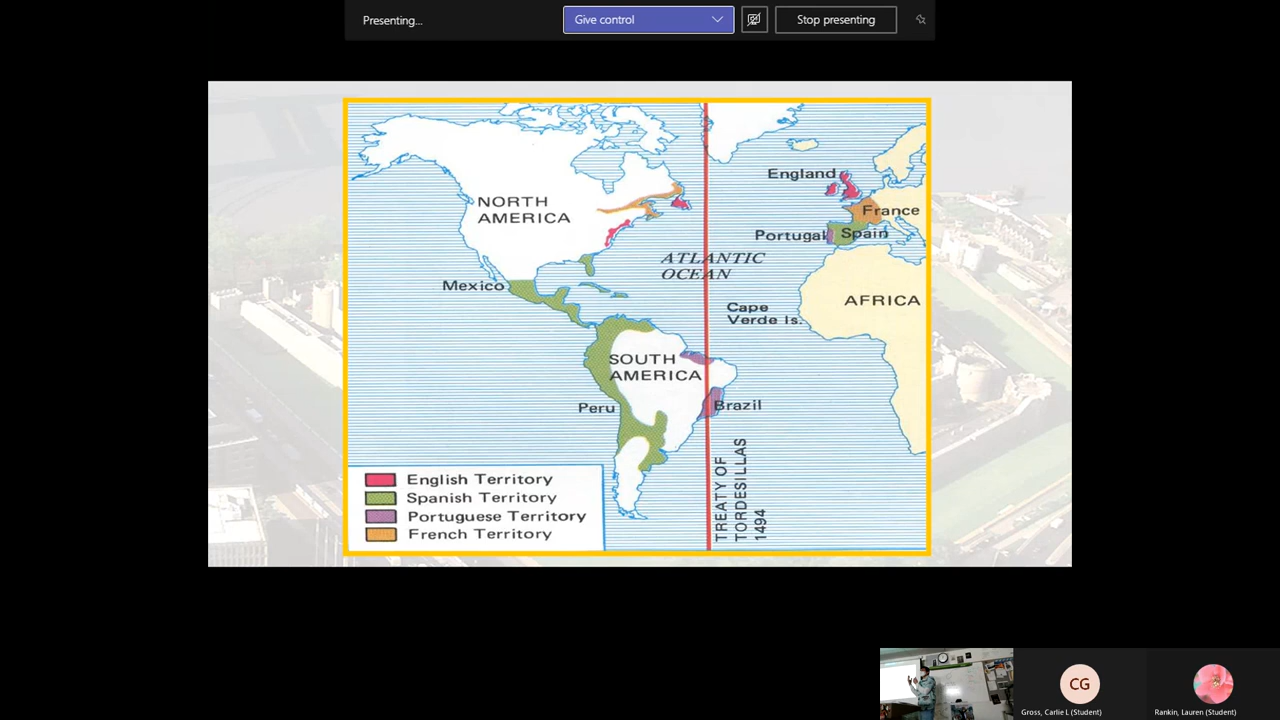 Presenting...
Give control
Stop presenting
England
NORTH
AMERICA
France
Portugal
Spain
ATLANTIC
OCEAN
Mexico
AFRICA
Cape
Verde Is.
SOUTH
AMERICA
Peru
Brazil
TREATY OF
TORDESILLAS
1494
English Territory
Spanish Territory
Portuguese Territory
French Territory
CG
Gross, Carlie L (Student)
Rankin, Lauren (Student)